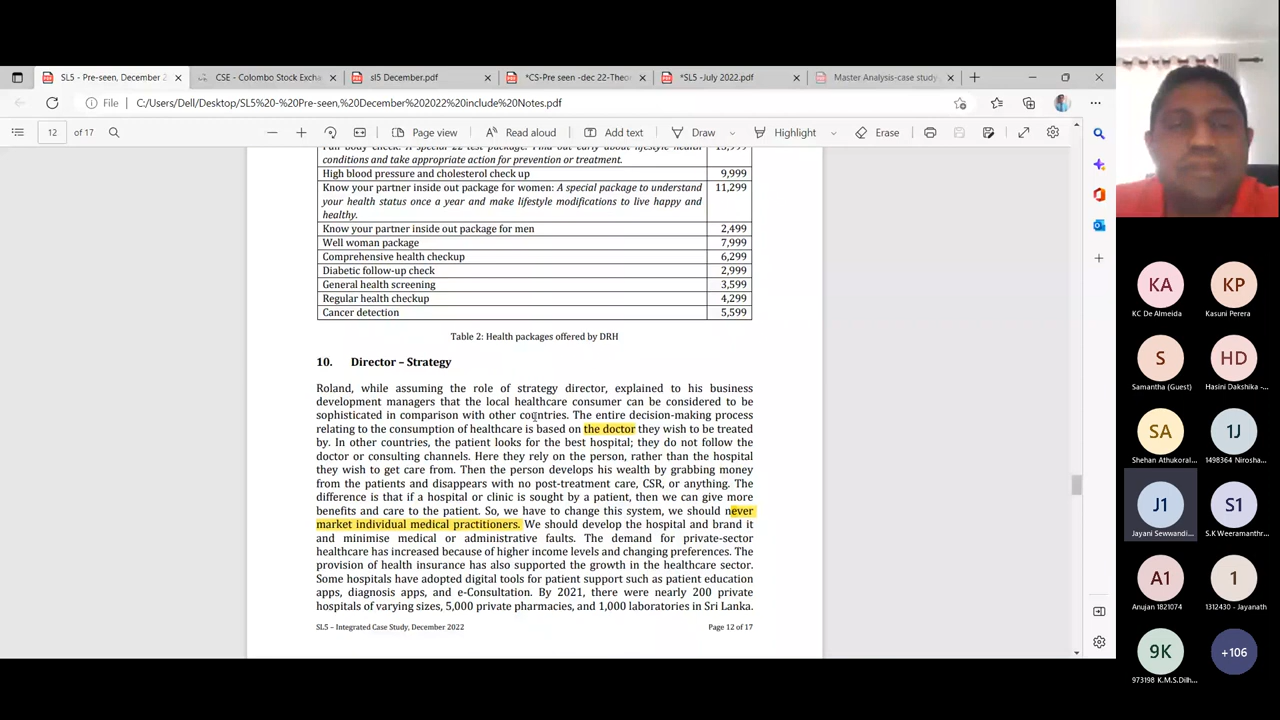 SL5 - Pre-seen, December 2
CSE - Colombo Stock Excha
sl5 December.pdf
*CS-Pre seen -dec 22-Theor
*SL5 -July 2022.pdf
Master Analysis-case study
File
C:/Users/Dell/Desktop/SL5%20-%20Pre-seen,%20December%202022%20include%20Notes.pdf
12 of 17
Page view
Read aloud
Add text
Draw
Highlight
Erase
conditions and take appropriate action for prevention or treatment.
High blood pressure and cholesterol check up 9,999
Know your partner inside out package for women: A special package to understand 11,299
your health status once a year and make lifestyle modifications to live happy and
healthy.
Know your partner inside out package for men 2,499
Well woman package 7,999
Comprehensive health checkup 6,299
Diabetic follow-up check 2,999
General health screening 3,599
Regular health checkup 4,299
Cancer detection 5,599
Table 2: Health packages offered by DRH
10. Director – Strategy
Roland, while assuming the role of strategy director, explained to his business
development managers that the local healthcare consumer can be considered to be
sophisticated in comparison with other countries. The entire decision-making process
relating to the consumption of healthcare is based on the doctor they wish to be treated
by. In other countries, the patient looks for the best hospital; they do not follow the
doctor or consulting channels. Here they rely on the person, rather than the hospital
they wish to get care from. Then the person develops his wealth by grabbing money
from the patients and disappears with no post-treatment care, CSR, or anything. The
difference is that if a hospital or clinic is sought by a patient, then we can give more
benefits and care to the patient. So, we have to change this system, we should never
market individual medical practitioners. We should develop the hospital and brand it
and minimise medical or administrative faults. The demand for private-sector
healthcare has increased because of higher income levels and changing preferences. The
provision of health insurance has also supported the growth in the healthcare sector.
Some hospitals have adopted digital tools for patient support such as patient education
apps, diagnosis apps, and e-Consultation. By 2021, there were nearly 200 private
hospitals of varying sizes, 5,000 private pharmacies, and 1,000 laboratories in Sri Lanka.
SL5 – Integrated Case Study, December 2022
Page 12 of 17
KA
KC De Almeida
KP
Kasuni Perera
S
Samantha (Guest)
HD
Hasini Dakshika -...
SA
Shehan Athukoral...
1J
1498364 Nirosha...
J1
Jayani Sewwandi...
S1
S.K Weeramanthr...
A1
Anujan 1821074
1
1312430 - Jayanath
9K
973198 K.M.S.Dilh...
+106